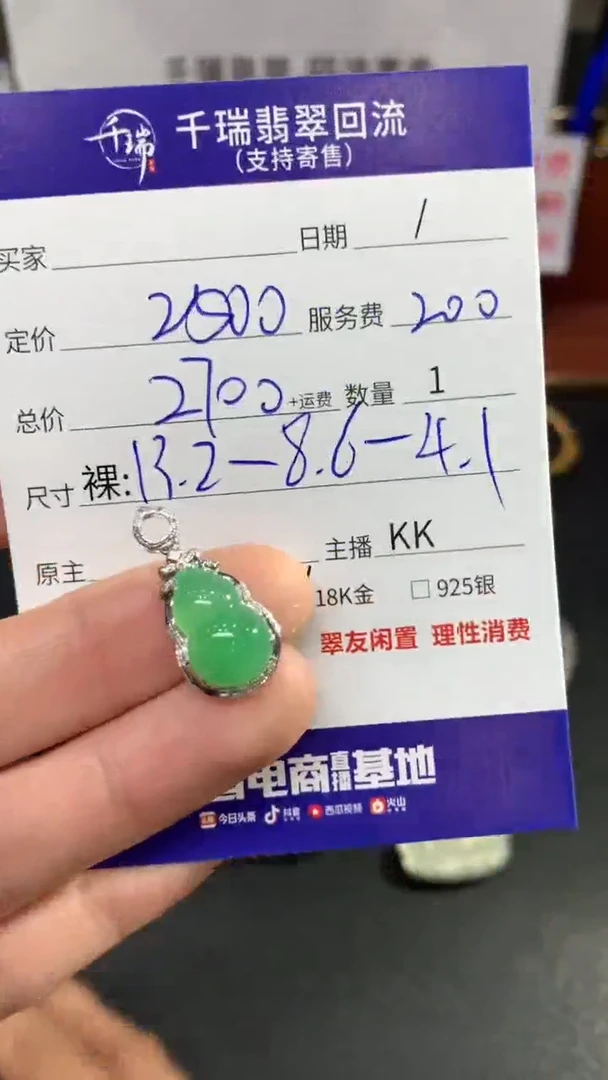 千瑞
千瑞翡翠回流
(支持寄售)
买家 日期 /
定价 2500 服务费 200
总价 2700 +运费 数量 1
尺寸 裸:13.2-8.6-4.1
原主 主播 KK
18K金 □925银
翠友闲置 理性消费
电商直播基地
今日头条 抖音 西瓜视频 火山